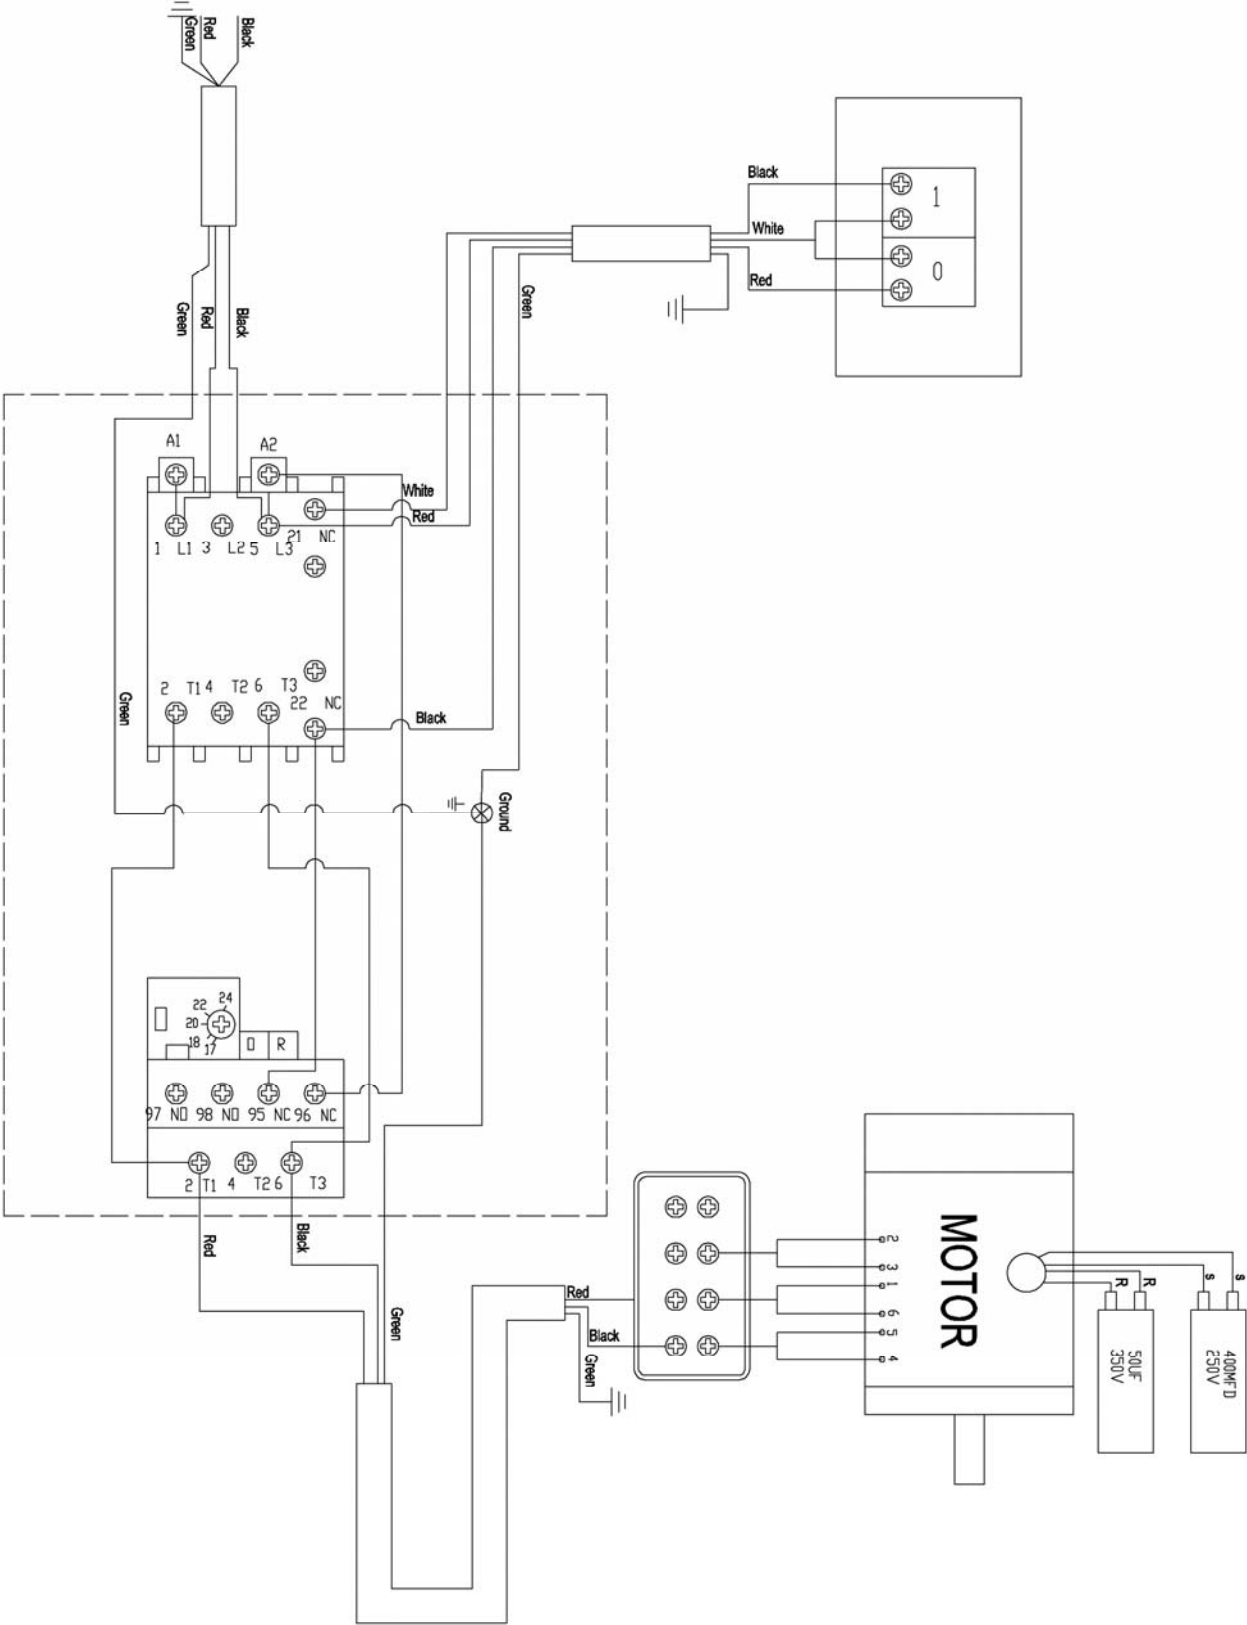 Green
Red
Black
Black
1
White
0
Red
Green
Red
Black
Green
A1
A2
White
Red
1 L1 3 L2 5 L3 21 NC
2 T1 4 T2 6 T3
22 NC
Black
Green
Ground
24
22
20
18
17
0 R
97 NO 98 NO 95 NC 96 NC
2 T1 4 T2 6 T3
Red
Black
Green
Red
Black
Green
MOTOR
2
3
1
6
5
4
R
R
s
s
50UF
350V
400MFD
250V